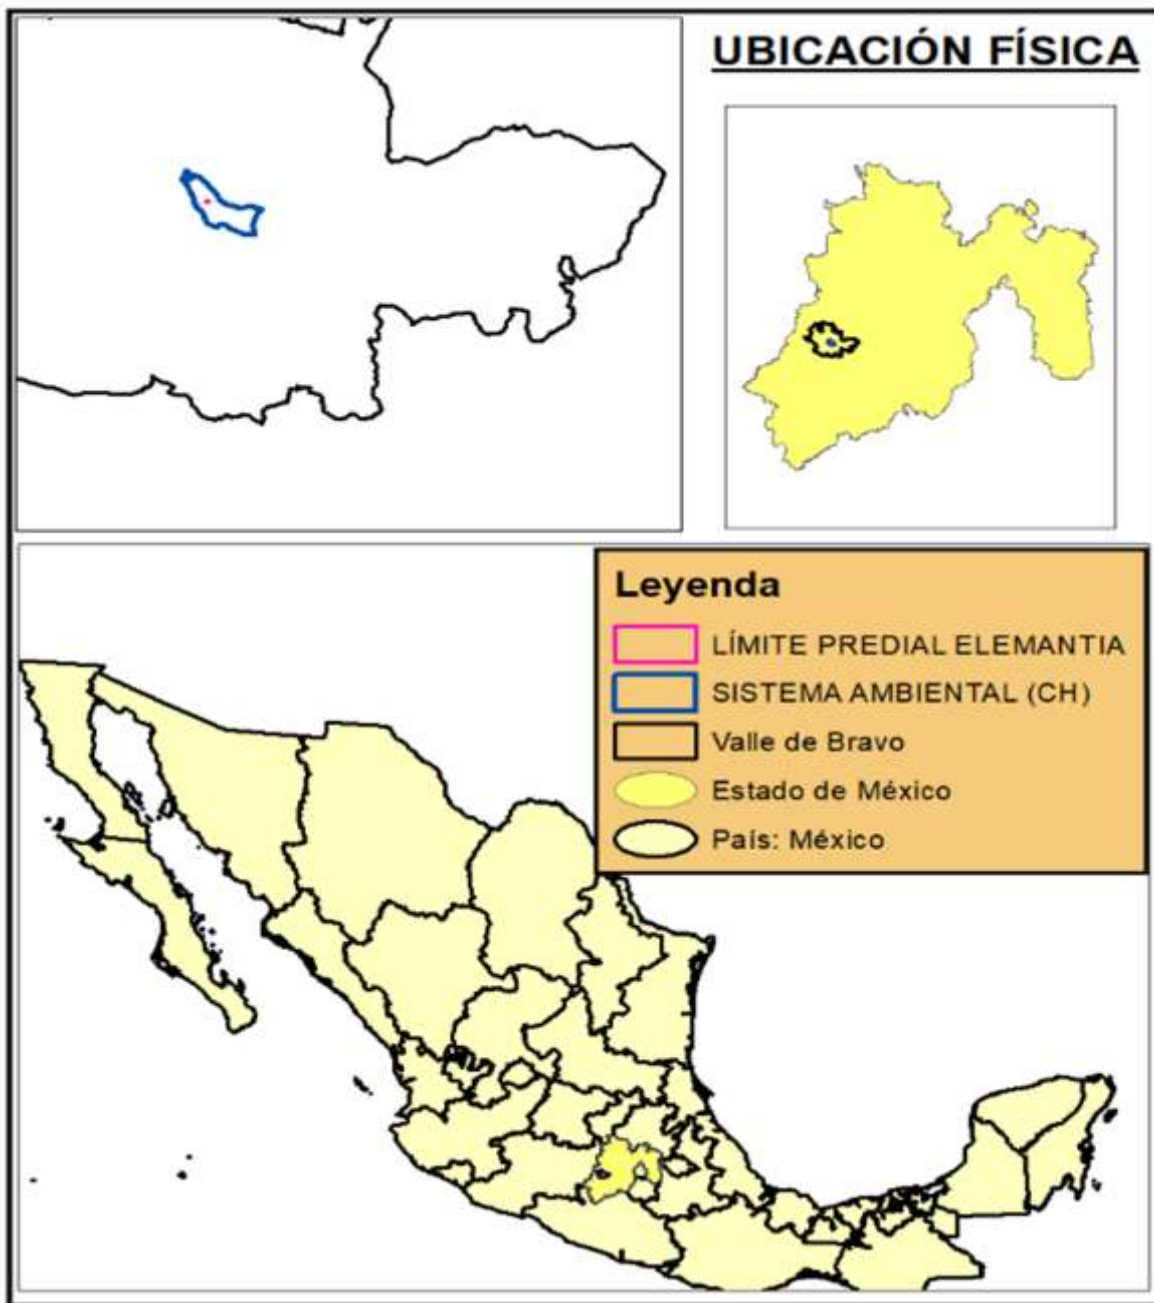 UBICACIÓN FÍSICA
Leyenda
LÍMITE PREDIAL ELEMANTIA
SISTEMA AMBIENTAL (CH)
Valle de Bravo
Estado de México
País: México